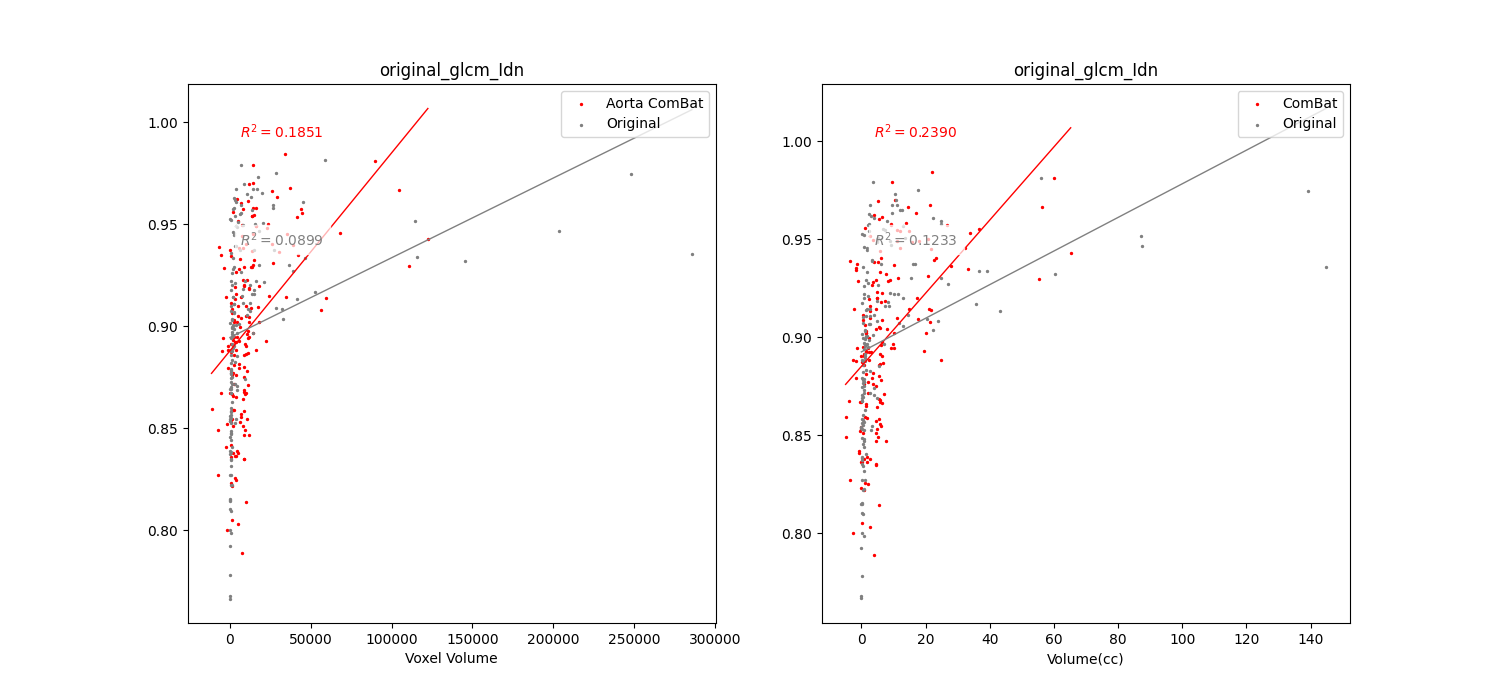 original_glcm_Idn
Aorta ComBat
Original
R² = 0.1851
R² = 0.0899
1.00
0.95
0.90
0.85
0.80
0
50000
100000
150000
200000
250000
300000
Voxel Volume
original_glcm_Idn
ComBat
Original
R² = 0.2390
R² = 0.1233
1.00
0.95
0.90
0.85
0.80
0
20
40
60
80
100
120
140
Volume(cc)